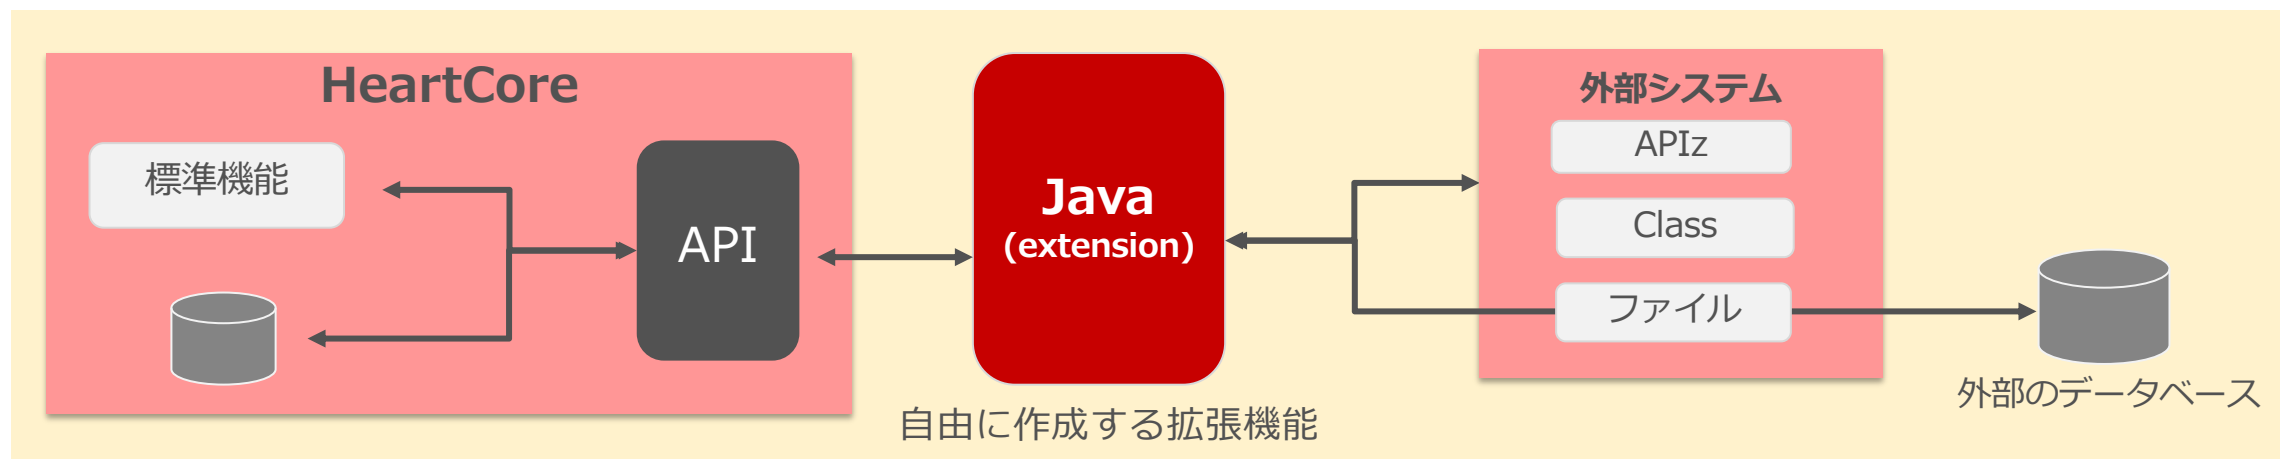 HeartCore
標準機能
API
Java
(extension)
自由に作成する拡張機能
外部システム
APIz
Class
ファイル
外部のデータベース